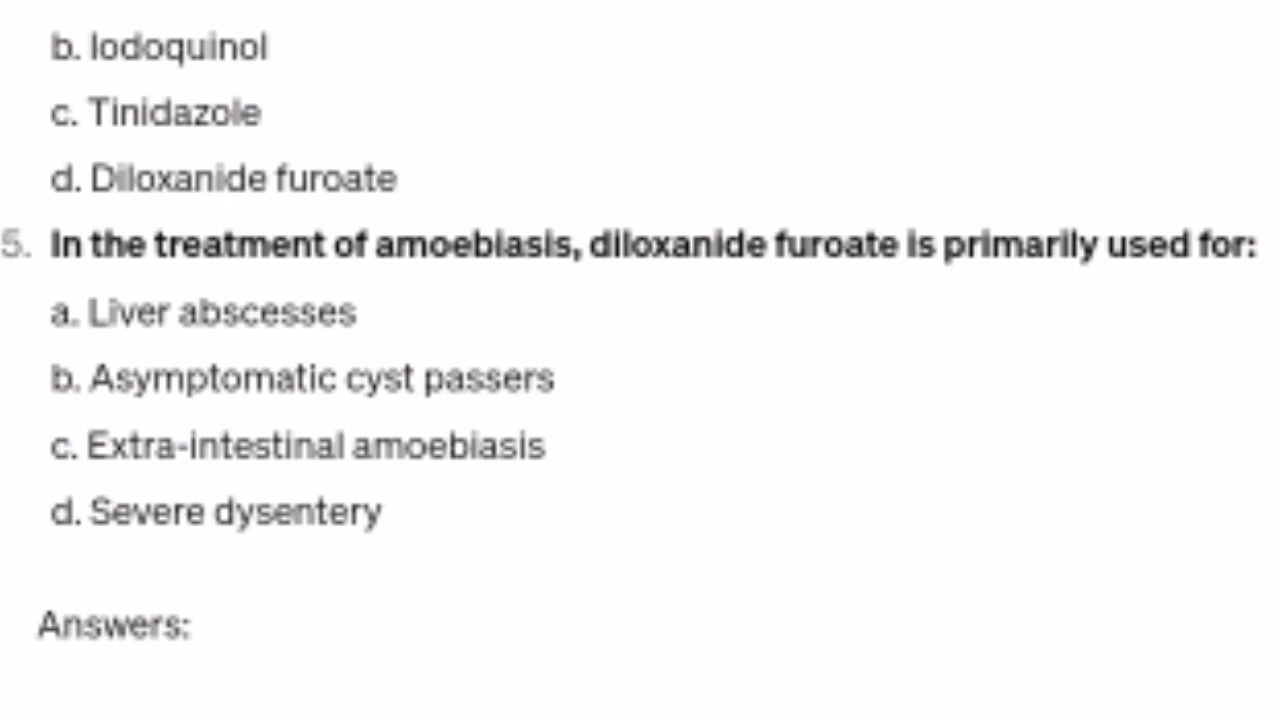 b. Iodoquinol
c. Tinidazole
d. Diloxanide furoate
5. In the treatment of amoebiasis, diloxanide furoate is primarily used for:
a. Liver abscesses
b. Asymptomatic cyst passers
c. Extra-intestinal amoebiasis
d. Severe dysentery
Answers: